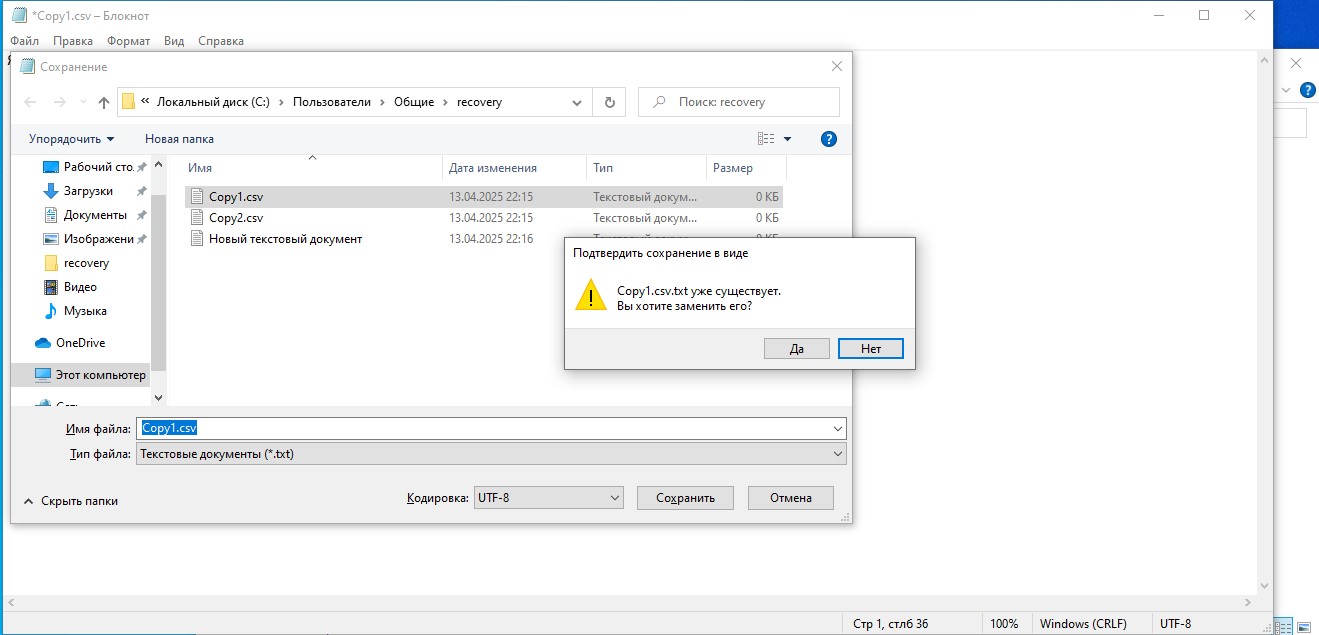 *Copy1.csv – Блокнот
Файл Правка Формат Вид Справка
Сохранение
« Локальный диск (C:) › Пользователи › Общие › recovery
Поиск: recovery
Упорядочить Новая папка
Имя Дата изменения Тип Размер
Рабочий сто.
Загрузки
Документы
Изображени
recovery
Видео
Музыка
OneDrive
Этот компьютер
Copy1.csv 13.04.2025 22:15 Текстовый докум... 0 КБ
Copy2.csv 13.04.2025 22:15 Текстовый докум... 0 КБ
Новый текстовый документ 13.04.2025 22:16
Подтвердить сохранение в виде
Copy1.csv.txt уже существует.
Вы хотите заменить его?
Да Нет
Имя файла: Copy1.csv
Тип файла: Текстовые документы (*.txt)
Скрыть папки
Кодировка: UTF-8 Сохранить Отмена
Стр 1, стлб 36 100% Windows (CRLF) UTF-8